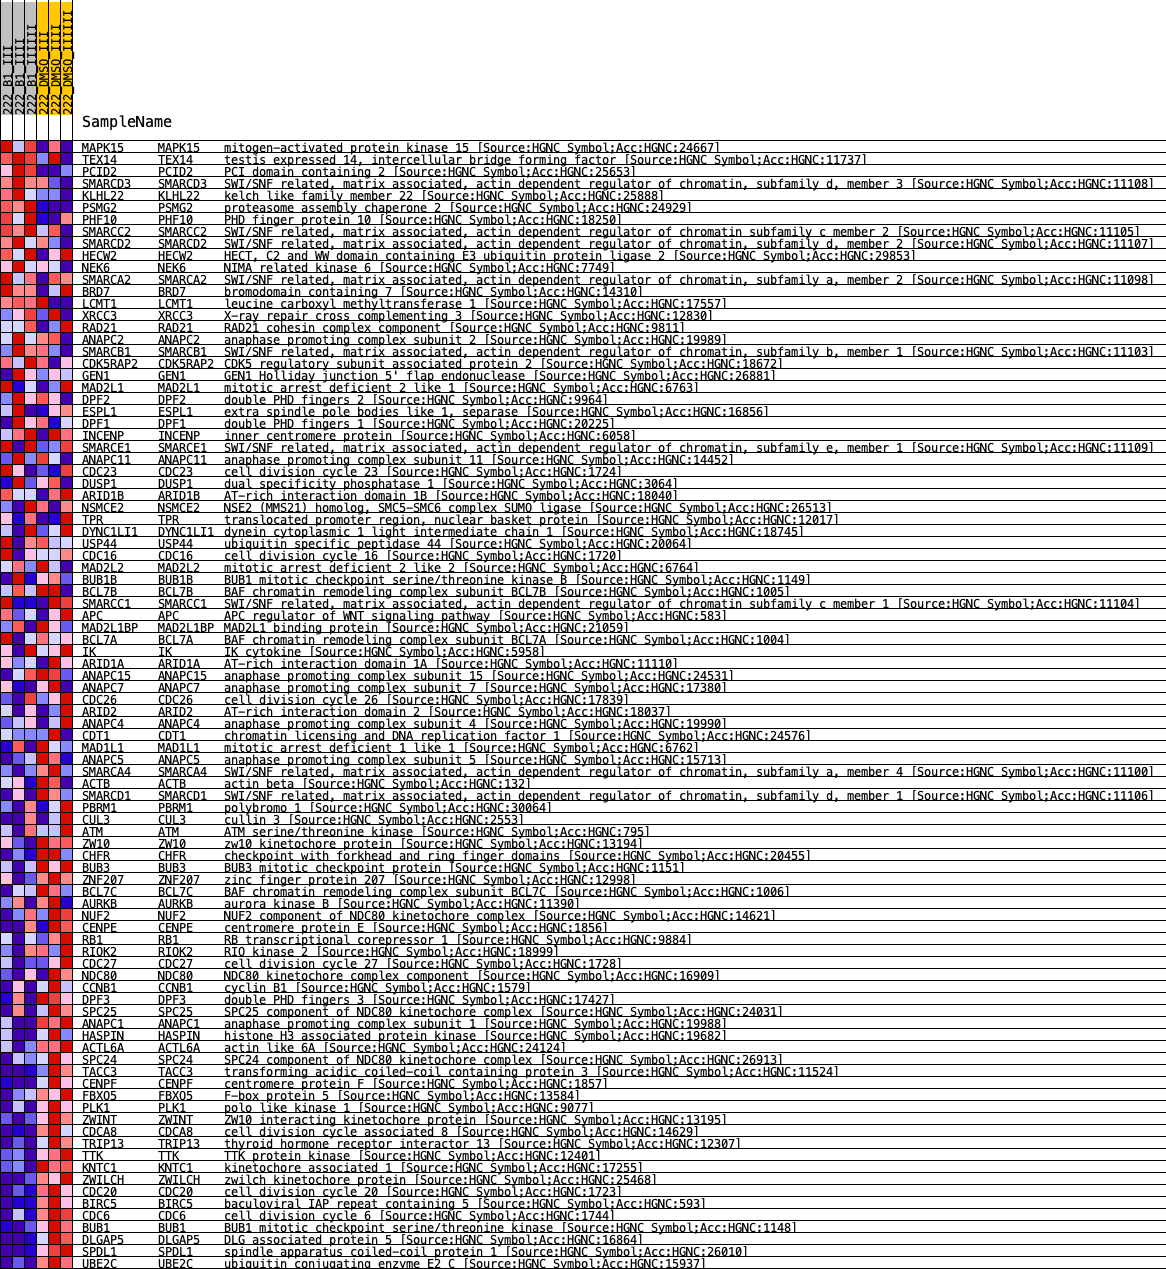 222_B1_III
222_B1_IIII
222_B1_IIIIII
222_DMSO_III
222_DMSO_IIII
222_DMSO_IIIIII
SampleName
MAPK15 MAPK15 mitogen-activated protein kinase 15 [Source:HGNC Symbol;Acc:HGNC:24667]
TEX14 TEX14 testis expressed 14, intercellular bridge forming factor [Source:HGNC Symbol;Acc:HGNC:11737]
PCID2 PCID2 PCI domain containing 2 [Source:HGNC Symbol;Acc:HGNC:25653]
SMARCD3 SMARCD3 SWI/SNF related, matrix associated, actin dependent regulator of chromatin, subfamily d, member 3 [Source:HGNC Symbol;Acc:HGNC:11108]
KLHL22 KLHL22 kelch like family member 22 [Source:HGNC Symbol;Acc:HGNC:25888]
PSMG2 PSMG2 proteasome assembly chaperone 2 [Source:HGNC Symbol;Acc:HGNC:24929]
PHF10 PHF10 PHD finger protein 10 [Source:HGNC Symbol;Acc:HGNC:18250]
SMARCC2 SMARCC2 SWI/SNF related, matrix associated, actin dependent regulator of chromatin subfamily c member 2 [Source:HGNC Symbol;Acc:HGNC:11105]
SMARCD2 SMARCD2 SWI/SNF related, matrix associated, actin dependent regulator of chromatin, subfamily d, member 2 [Source:HGNC Symbol;Acc:HGNC:11107]
HECW2 HECW2 HECT, C2 and WW domain containing E3 ubiquitin protein ligase 2 [Source:HGNC Symbol;Acc:HGNC:29853]
NEK6 NEK6 NIMA related kinase 6 [Source:HGNC Symbol;Acc:HGNC:7749]
SMARCA2 SMARCA2 SWI/SNF related, matrix associated, actin dependent regulator of chromatin, subfamily a, member 2 [Source:HGNC Symbol;Acc:HGNC:11098]
BRD7 BRD7 bromodomain containing 7 [Source:HGNC Symbol;Acc:HGNC:14310]
LCMT1 LCMT1 leucine carboxyl methyltransferase 1 [Source:HGNC Symbol;Acc:HGNC:17557]
XRCC3 XRCC3 X-ray repair cross complementing 3 [Source:HGNC Symbol;Acc:HGNC:12830]
RAD21 RAD21 RAD21 cohesin complex component [Source:HGNC Symbol;Acc:HGNC:9811]
ANAPC2 ANAPC2 anaphase promoting complex subunit 2 [Source:HGNC Symbol;Acc:HGNC:19989]
SMARCB1 SMARCB1 SWI/SNF related, matrix associated, actin dependent regulator of chromatin, subfamily b, member 1 [Source:HGNC Symbol;Acc:HGNC:11103]
CDK5RAP2 CDK5RAP2 CDK5 regulatory subunit associated protein 2 [Source:HGNC Symbol;Acc:HGNC:18672]
GEN1 GEN1 GEN1 Holliday junction 5' flap endonuclease [Source:HGNC Symbol;Acc:HGNC:26881]
MAD2L1 MAD2L1 mitotic arrest deficient 2 like 1 [Source:HGNC Symbol;Acc:HGNC:6763]
DPF2 DPF2 double PHD fingers 2 [Source:HGNC Symbol;Acc:HGNC:9964]
ESPL1 ESPL1 extra spindle pole bodies like 1, separase [Source:HGNC Symbol;Acc:HGNC:16856]
DPF1 DPF1 double PHD fingers 1 [Source:HGNC Symbol;Acc:HGNC:20225]
INCENP INCENP inner centromere protein [Source:HGNC Symbol;Acc:HGNC:6058]
SMARCE1 SMARCE1 SWI/SNF related, matrix associated, actin dependent regulator of chromatin, subfamily e, member 1 [Source:HGNC Symbol;Acc:HGNC:11109]
ANAPC11 ANAPC11 anaphase promoting complex subunit 11 [Source:HGNC Symbol;Acc:HGNC:14452]
CDC23 CDC23 cell division cycle 23 [Source:HGNC Symbol;Acc:HGNC:1724]
DUSP1 DUSP1 dual specificity phosphatase 1 [Source:HGNC Symbol;Acc:HGNC:3064]
ARID1B ARID1B AT-rich interaction domain 1B [Source:HGNC Symbol;Acc:HGNC:18040]
NSMCE2 NSMCE2 NSE2 (MMS21) homolog, SMC5-SMC6 complex SUMO ligase [Source:HGNC Symbol;Acc:HGNC:26513]
TPR TPR translocated promoter region, nuclear basket protein [Source:HGNC Symbol;Acc:HGNC:12017]
DYNC1LI1 DYNC1LI1 dynein cytoplasmic 1 light intermediate chain 1 [Source:HGNC Symbol;Acc:HGNC:18745]
USP44 USP44 ubiquitin specific peptidase 44 [Source:HGNC Symbol;Acc:HGNC:20064]
CDC16 CDC16 cell division cycle 16 [Source:HGNC Symbol;Acc:HGNC:1720]
MAD2L2 MAD2L2 mitotic arrest deficient 2 like 2 [Source:HGNC Symbol;Acc:HGNC:6764]
BUB1B BUB1B BUB1 mitotic checkpoint serine/threonine kinase B [Source:HGNC Symbol;Acc:HGNC:1149]
BCL7B BCL7B BAF chromatin remodeling complex subunit BCL7B [Source:HGNC Symbol;Acc:HGNC:1005]
SMARCC1 SMARCC1 SWI/SNF related, matrix associated, actin dependent regulator of chromatin subfamily c member 1 [Source:HGNC Symbol;Acc:HGNC:11104]
APC APC APC regulator of WNT signaling pathway [Source:HGNC Symbol;Acc:HGNC:583]
MAD2L1BP MAD2L1BP MAD2L1 binding protein [Source:HGNC Symbol;Acc:HGNC:21059]
BCL7A BCL7A BAF chromatin remodeling complex subunit BCL7A [Source:HGNC Symbol;Acc:HGNC:1004]
IK IK IK cytokine [Source:HGNC Symbol;Acc:HGNC:5958]
ARID1A ARID1A AT-rich interaction domain 1A [Source:HGNC Symbol;Acc:HGNC:11110]
ANAPC15 ANAPC15 anaphase promoting complex subunit 15 [Source:HGNC Symbol;Acc:HGNC:24531]
ANAPC7 ANAPC7 anaphase promoting complex subunit 7 [Source:HGNC Symbol;Acc:HGNC:17380]
CDC26 CDC26 cell division cycle 26 [Source:HGNC Symbol;Acc:HGNC:17839]
ARID2 ARID2 AT-rich interaction domain 2 [Source:HGNC Symbol;Acc:HGNC:18037]
ANAPC4 ANAPC4 anaphase promoting complex subunit 4 [Source:HGNC Symbol;Acc:HGNC:19990]
CDT1 CDT1 chromatin licensing and DNA replication factor 1 [Source:HGNC Symbol;Acc:HGNC:24576]
MAD1L1 MAD1L1 mitotic arrest deficient 1 like 1 [Source:HGNC Symbol;Acc:HGNC:6762]
ANAPC5 ANAPC5 anaphase promoting complex subunit 5 [Source:HGNC Symbol;Acc:HGNC:15713]
SMARCA4 SMARCA4 SWI/SNF related, matrix associated, actin dependent regulator of chromatin, subfamily a, member 4 [Source:HGNC Symbol;Acc:HGNC:11100]
ACTB ACTB actin beta [Source:HGNC Symbol;Acc:HGNC:132]
SMARCD1 SMARCD1 SWI/SNF related, matrix associated, actin dependent regulator of chromatin, subfamily d, member 1 [Source:HGNC Symbol;Acc:HGNC:11106]
PBRM1 PBRM1 polybromo 1 [Source:HGNC Symbol;Acc:HGNC:30064]
CUL3 CUL3 cullin 3 [Source:HGNC Symbol;Acc:HGNC:2553]
ATM ATM ATM serine/threonine kinase [Source:HGNC Symbol;Acc:HGNC:795]
ZW10 ZW10 zw10 kinetochore protein [Source:HGNC Symbol;Acc:HGNC:13194]
CHFR CHFR checkpoint with forkhead and ring finger domains [Source:HGNC Symbol;Acc:HGNC:20455]
BUB3 BUB3 BUB3 mitotic checkpoint protein [Source:HGNC Symbol;Acc:HGNC:1151]
ZNF207 ZNF207 zinc finger protein 207 [Source:HGNC Symbol;Acc:HGNC:12998]
BCL7C BCL7C BAF chromatin remodeling complex subunit BCL7C [Source:HGNC Symbol;Acc:HGNC:1006]
AURKB AURKB aurora kinase B [Source:HGNC Symbol;Acc:HGNC:11390]
NUF2 NUF2 NUF2 component of NDC80 kinetochore complex [Source:HGNC Symbol;Acc:HGNC:14621]
CENPE CENPE centromere protein E [Source:HGNC Symbol;Acc:HGNC:1856]
RB1 RB1 RB transcriptional corepressor 1 [Source:HGNC Symbol;Acc:HGNC:9884]
RIOK2 RIOK2 RIO kinase 2 [Source:HGNC Symbol;Acc:HGNC:18999]
CDC27 CDC27 cell division cycle 27 [Source:HGNC Symbol;Acc:HGNC:1728]
NDC80 NDC80 NDC80 kinetochore complex component [Source:HGNC Symbol;Acc:HGNC:16909]
CCNB1 CCNB1 cyclin B1 [Source:HGNC Symbol;Acc:HGNC:1579]
DPF3 DPF3 double PHD fingers 3 [Source:HGNC Symbol;Acc:HGNC:17427]
SPC25 SPC25 SPC25 component of NDC80 kinetochore complex [Source:HGNC Symbol;Acc:HGNC:24031]
ANAPC1 ANAPC1 anaphase promoting complex subunit 1 [Source:HGNC Symbol;Acc:HGNC:19988]
HASPIN HASPIN histone H3 associated protein kinase [Source:HGNC Symbol;Acc:HGNC:19682]
ACTL6A ACTL6A actin like 6A [Source:HGNC Symbol;Acc:HGNC:24124]
SPC24 SPC24 SPC24 component of NDC80 kinetochore complex [Source:HGNC Symbol;Acc:HGNC:26913]
TACC3 TACC3 transforming acidic coiled-coil containing protein 3 [Source:HGNC Symbol;Acc:HGNC:11524]
CENPF CENPF centromere protein F [Source:HGNC Symbol;Acc:HGNC:1857]
FBXO5 FBXO5 F-box protein 5 [Source:HGNC Symbol;Acc:HGNC:13584]
PLK1 PLK1 polo like kinase 1 [Source:HGNC Symbol;Acc:HGNC:9077]
ZWINT ZWINT ZW10 interacting kinetochore protein [Source:HGNC Symbol;Acc:HGNC:13195]
CDCA8 CDCA8 cell division cycle associated 8 [Source:HGNC Symbol;Acc:HGNC:14629]
TRIP13 TRIP13 thyroid hormone receptor interactor 13 [Source:HGNC Symbol;Acc:HGNC:12307]
TTK TTK TTK protein kinase [Source:HGNC Symbol;Acc:HGNC:12401]
KNTC1 KNTC1 kinetochore associated 1 [Source:HGNC Symbol;Acc:HGNC:17255]
ZWILCH ZWILCH zwilch kinetochore protein [Source:HGNC Symbol;Acc:HGNC:25468]
CDC20 CDC20 cell division cycle 20 [Source:HGNC Symbol;Acc:HGNC:1723]
BIRC5 BIRC5 baculoviral IAP repeat containing 5 [Source:HGNC Symbol;Acc:HGNC:593]
CDC6 CDC6 cell division cycle 6 [Source:HGNC Symbol;Acc:HGNC:1744]
BUB1 BUB1 BUB1 mitotic checkpoint serine/threonine kinase [Source:HGNC Symbol;Acc:HGNC:1148]
DLGAP5 DLGAP5 DLG associated protein 5 [Source:HGNC Symbol;Acc:HGNC:16864]
SPDL1 SPDL1 spindle apparatus coiled-coil protein 1 [Source:HGNC Symbol;Acc:HGNC:26010]
UBE2C UBE2C ubiquitin conjugating enzyme E2 C [Source:HGNC Symbol;Acc:HGNC:15937]